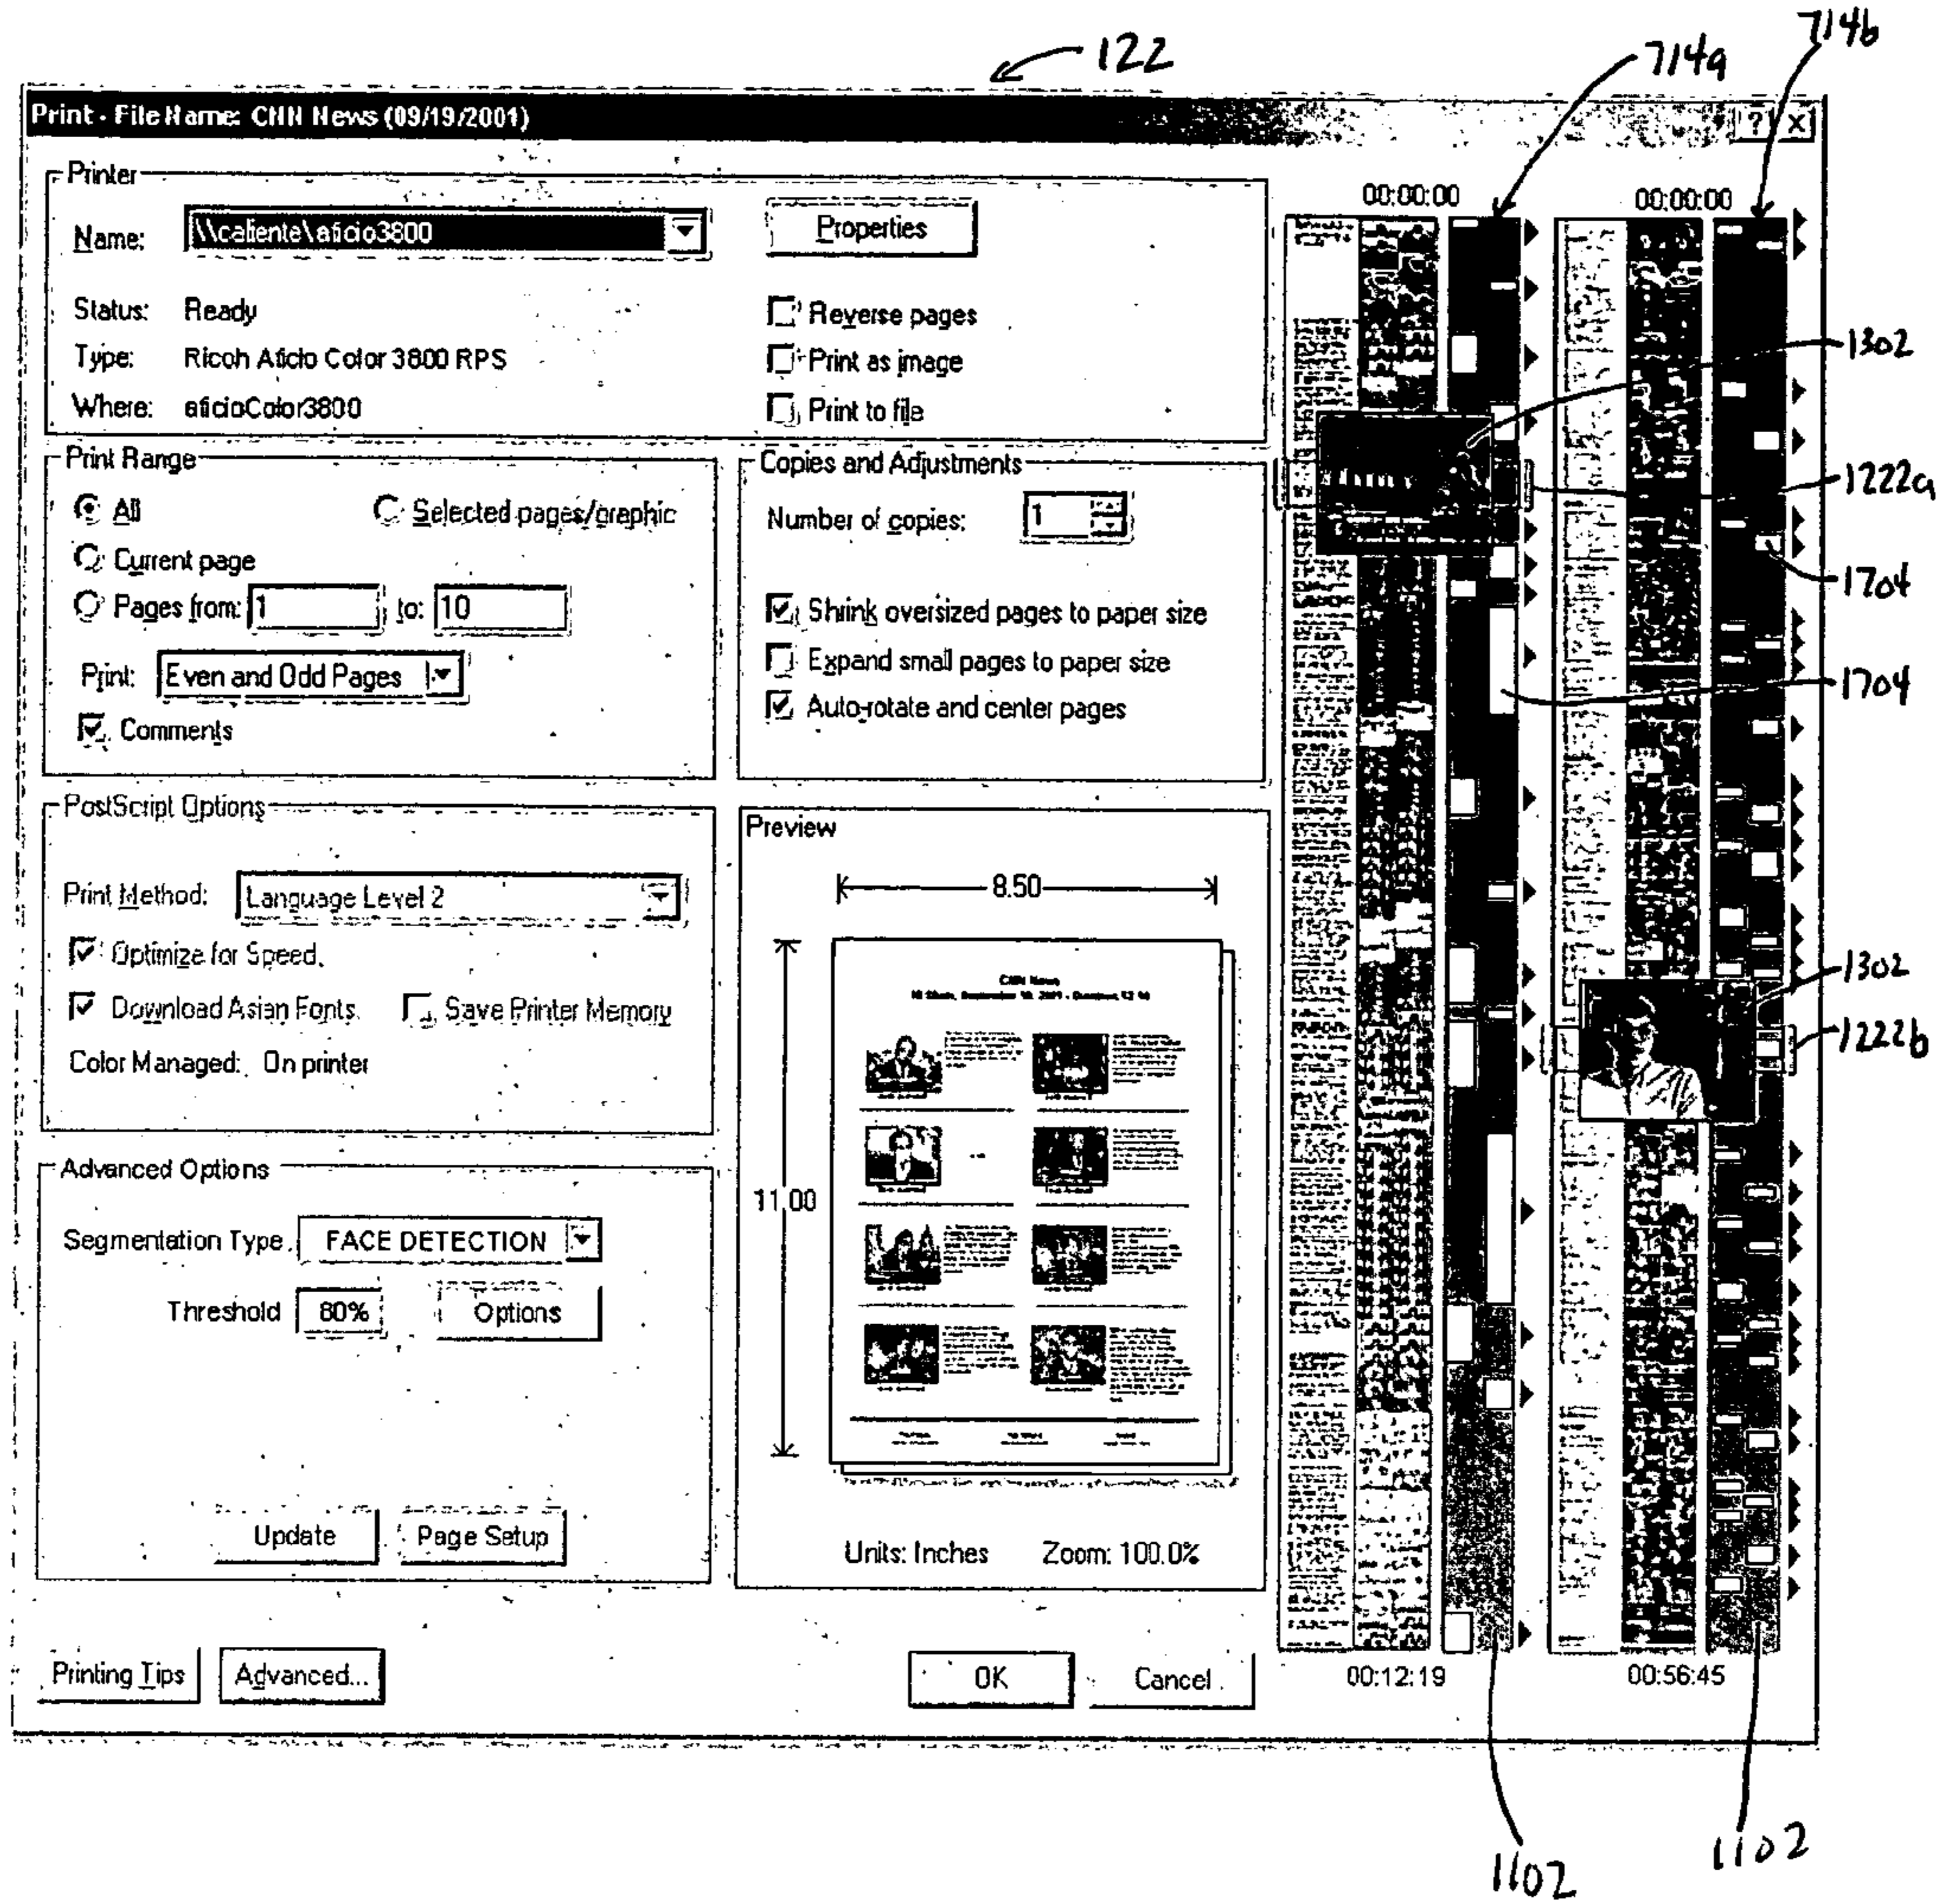 122
714a
714b
Print - FileName: CNN News (09/19/2001)
? X
Printer
Name: \\caliente\aficio3800
Properties
Status: Ready
Type: Ricoh Aficio Color 3800 RPS
Where: aficioColor3800
Reverse pages
Print as image
Print to file
Print Range
All
Selected pages/graphic
Current page
Pages from: 1 to: 10
Print: Even and Odd Pages
Comments
Copies and Adjustments
Number of copies: 1
Shrink oversized pages to paper size
Expand small pages to paper size
Auto-rotate and center pages
PostScript Options
Print Method: Language Level 2
Optimize for Speed.
Download Asian Fonts.
Save Printer Memory
Color Managed: On printer
Advanced Options
Segmentation Type. FACE DETECTION
Threshold 80% Options
Update
Page Setup
Preview
8.50
11.00
CNN News
Units: Inches Zoom: 100.0%
Printing Tips
Advanced...
OK
Cancel
00:00:00
00:00:00
1302
1222a
1704
1704
1302
1222b
00:12:19
00:56:45
1102
1102